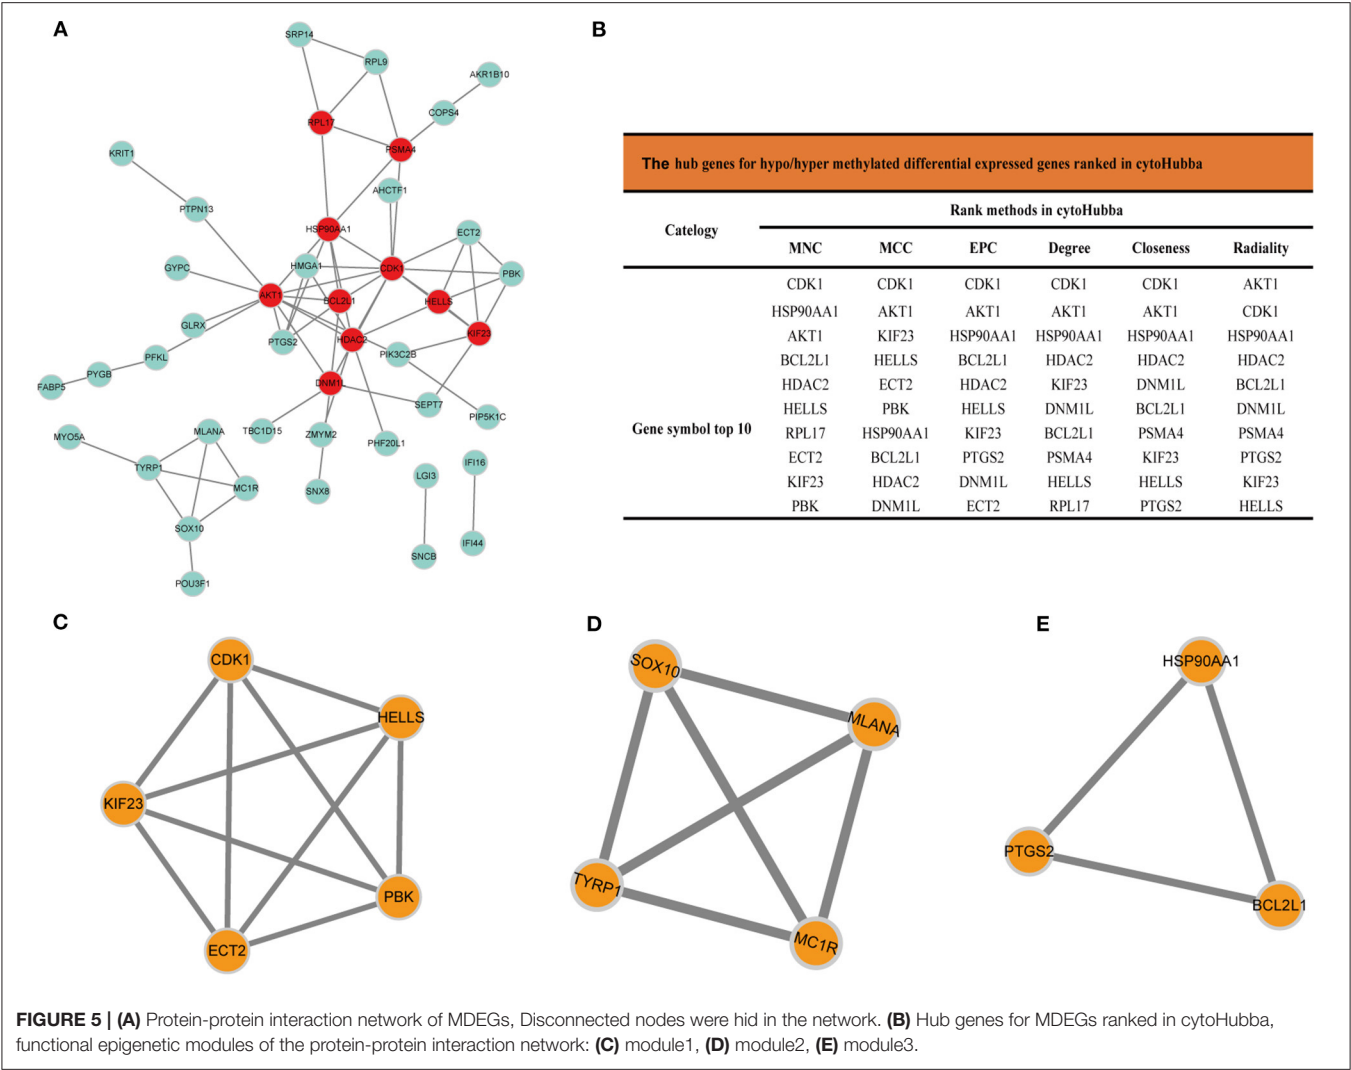 A
SRP14
RPL9
AKR1B10
COPS4
RPL17
PSMA4
KRIT1
AHCTF1
PTPN13
HSP90AA1
ECT2
GYPC
HMGA1
CDK1
PBK
AKT1
BCL2L1
HELLS
GLRX
KIF23
PTGS2
HDAC2
PIK3C2B
PFKL
PYGB
FABP5
DNM1L
SEPT7
PIP5K1C
MYO5A
MLANA
TBC1D15
ZMYM2
PHF20L1
TYRP1
MC1R
SNX8
LGI3
IFI16
SOX10
SNCB
IFI44
POU3F1
B
The hub genes for hypo/hyper methylated differential expressed genes ranked in cytoHubba
Catelogy
Rank methods in cytoHubba
MNC MCC EPC Degree Closeness Radiality
CDK1 CDK1 CDK1 CDK1 CDK1 AKT1
HSP90AA1 AKT1 AKT1 AKT1 AKT1 CDK1
AKT1 KIF23 HSP90AA1 HSP90AA1 HSP90AA1 HSP90AA1
BCL2L1 HELLS BCL2L1 HDAC2 HDAC2 HDAC2
HDAC2 ECT2 HDAC2 KIF23 DNM1L BCL2L1
HELLS PBK HELLS DNM1L BCL2L1 DNM1L
Gene symbol top 10
RPL17 HSP90AA1 KIF23 BCL2L1 PSMA4 PSMA4
ECT2 BCL2L1 PTGS2 PSMA4 KIF23 PTGS2
KIF23 HDAC2 DNM1L HELLS HELLS KIF23
PBK DNM1L ECT2 RPL17 PTGS2 HELLS
C
CDK1
HELLS
KIF23
PBK
ECT2
D
SOX10
MLANA
TYRP1
MC1R
E
HSP90AA1
PTGS2
BCL2L1
FIGURE 5 | (A) Protein-protein interaction network of MDEGs, Disconnected nodes were hid in the network. (B) Hub genes for MDEGs ranked in cytoHubba,
functional epigenetic modules of the protein-protein interaction network: (C) module1, (D) module2, (E) module3.